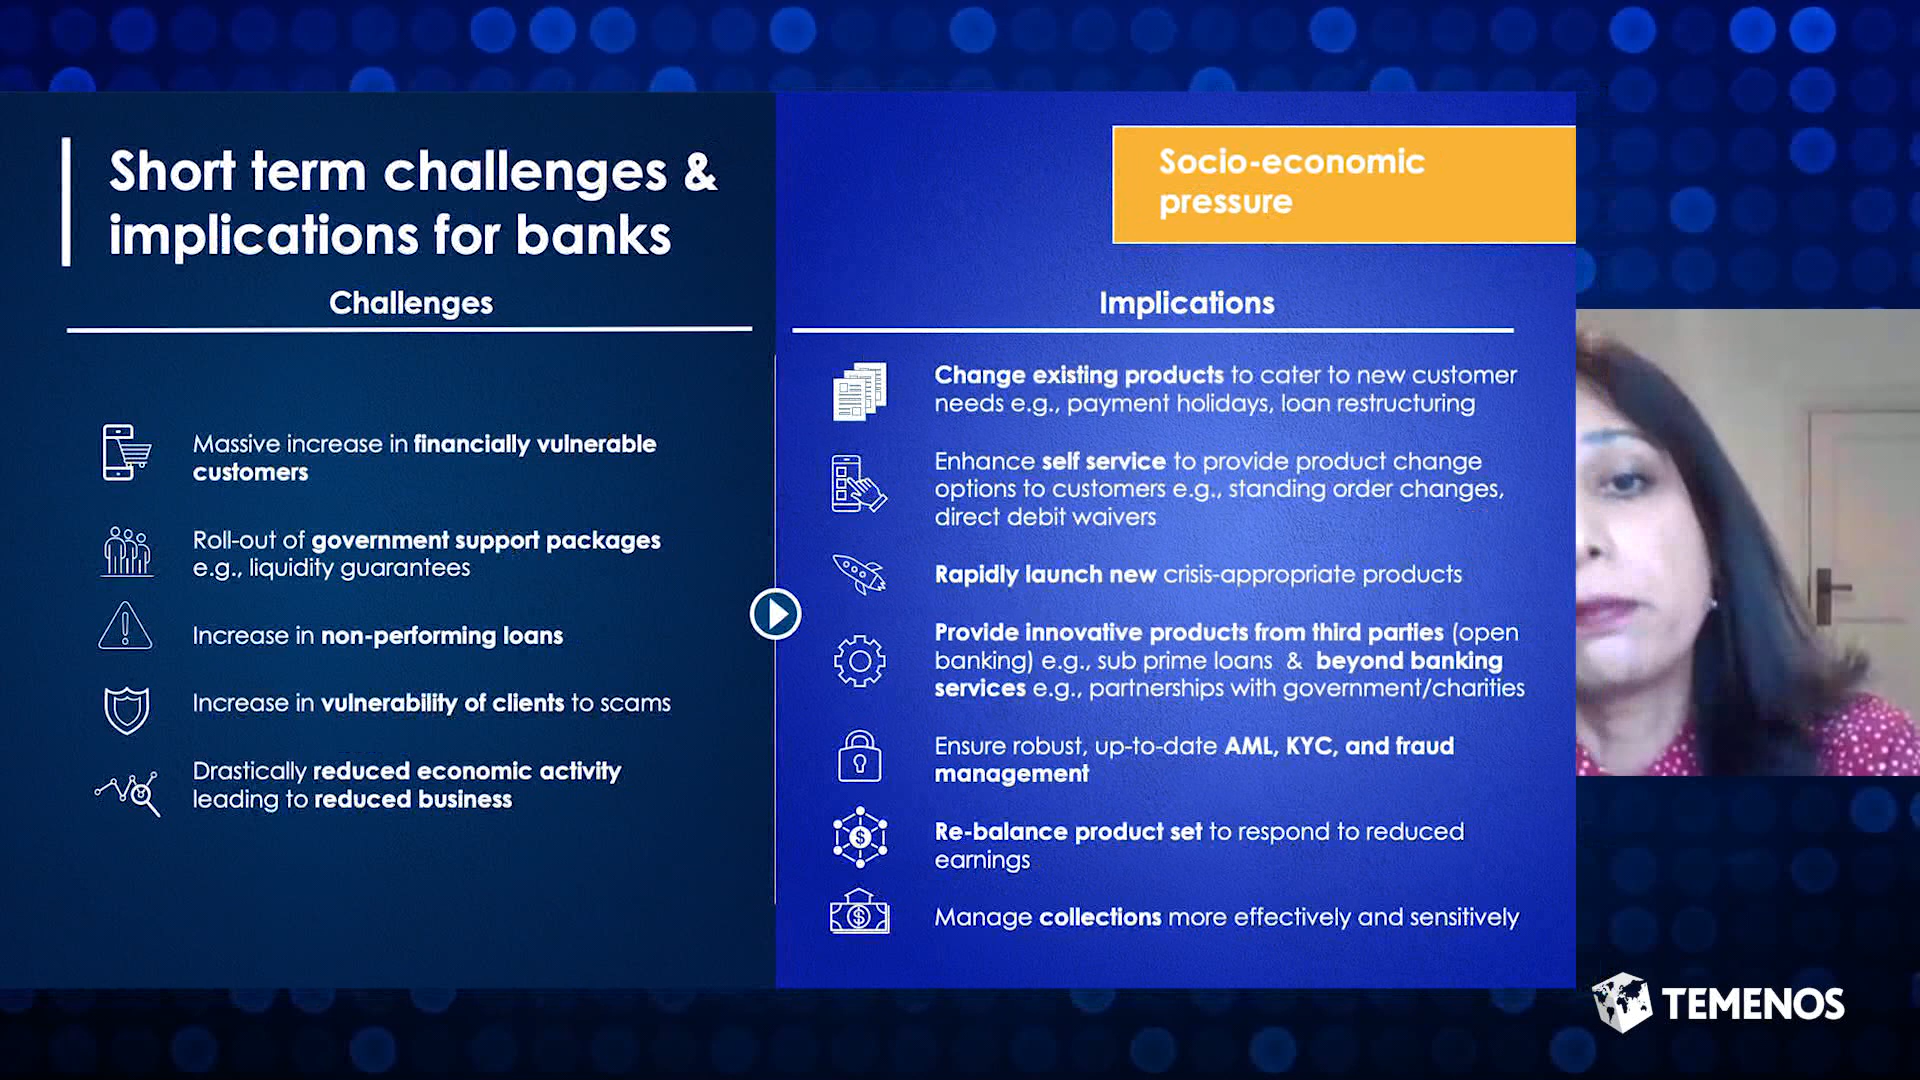 Short term challenges &
implications for banks
Socio-economic
pressure
Challenges
Massive increase in financially vulnerable
customers
Roll-out of government support packages
e.g., liquidity guarantees
Increase in non-performing loans
Increase in vulnerability of clients to scams
Drastically reduced economic activity
leading to reduced business
Implications
Change existing products to cater to new customer
needs e.g., payment holidays, loan restructuring
Enhance self service to provide product change
options to customers e.g., standing order changes,
direct debit waivers
Rapidly launch new crisis-appropriate products
Provide innovative products from third parties (open
banking) e.g., sub prime loans & beyond banking
services e.g., partnerships with government/charities
Ensure robust, up-to-date AML, KYC, and fraud
management
Re-balance product set to respond to reduced
earnings
Manage collections more effectively and sensitively
TEMENOS